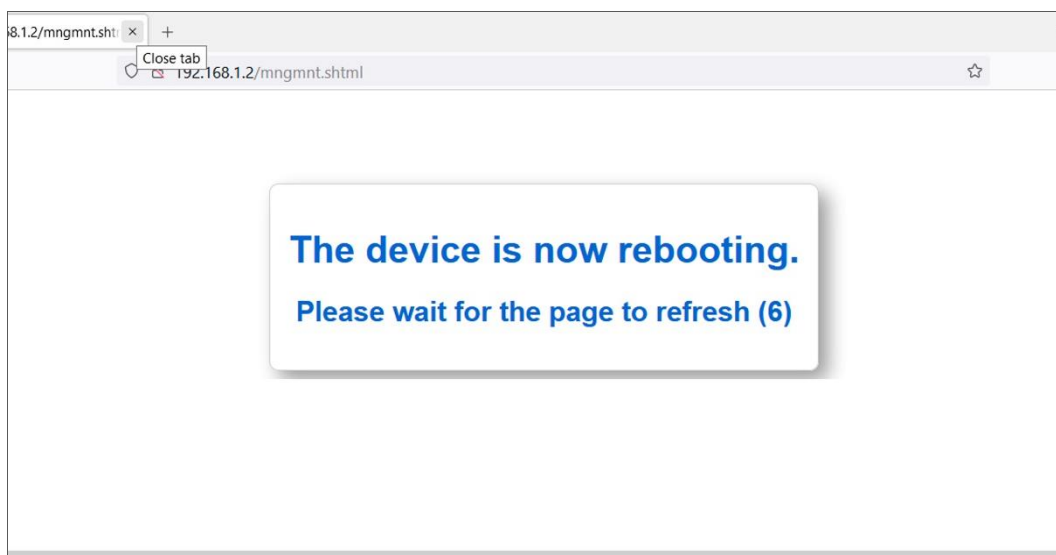 8.1.2/mngmnt.sht
Close tab
192.168.1.2/mngmnt.shtml
The device is now rebooting.
Please wait for the page to refresh (6)